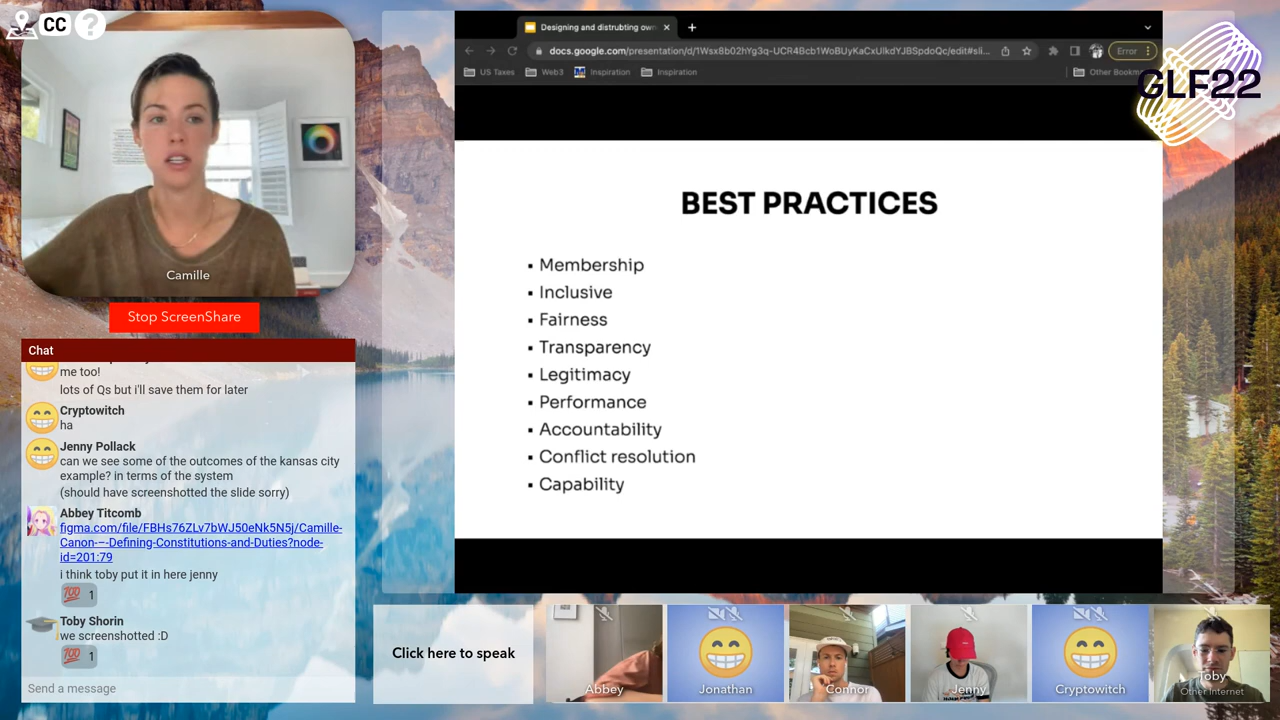 CC
?
Camille
Stop ScreenShare
Chat
me too!
lots of Qs but i'll save them for later
Cryptowitch
ha
Jenny Pollack
can we see some of the outcomes of the kansas city
example? in terms of the system
(should have screenshotted the slide sorry)
Abbey Titcomb
figma.com/file/FBHs76ZLv7bWJ50eNk5N5j/Camille-
Canon-–-Defining-Constitutions-and-Duties?node-
id=201:79
i think toby put it in here jenny
1
Toby Shorin
we screenshotted :D
1
Send a message
Designing and distrubting own
docs.google.com/presentation/d/1Wsx8b02hYg3q-UCR4Bcb1WoBUyKaCxUlkdYJBSpdoQc/edit#sli...
Error
US Taxes
Web3
Inspiration
Inspiration
Other Bookm
GLF22
BEST PRACTICES
▪ Membership
▪ Inclusive
▪ Fairness
▪ Transparency
▪ Legitimacy
▪ Performance
▪ Accountability
▪ Conflict resolution
▪ Capability
Click here to speak
Abbey
Jonathan
Connor
Jenny
Cryptowitch
Toby
Other Internet